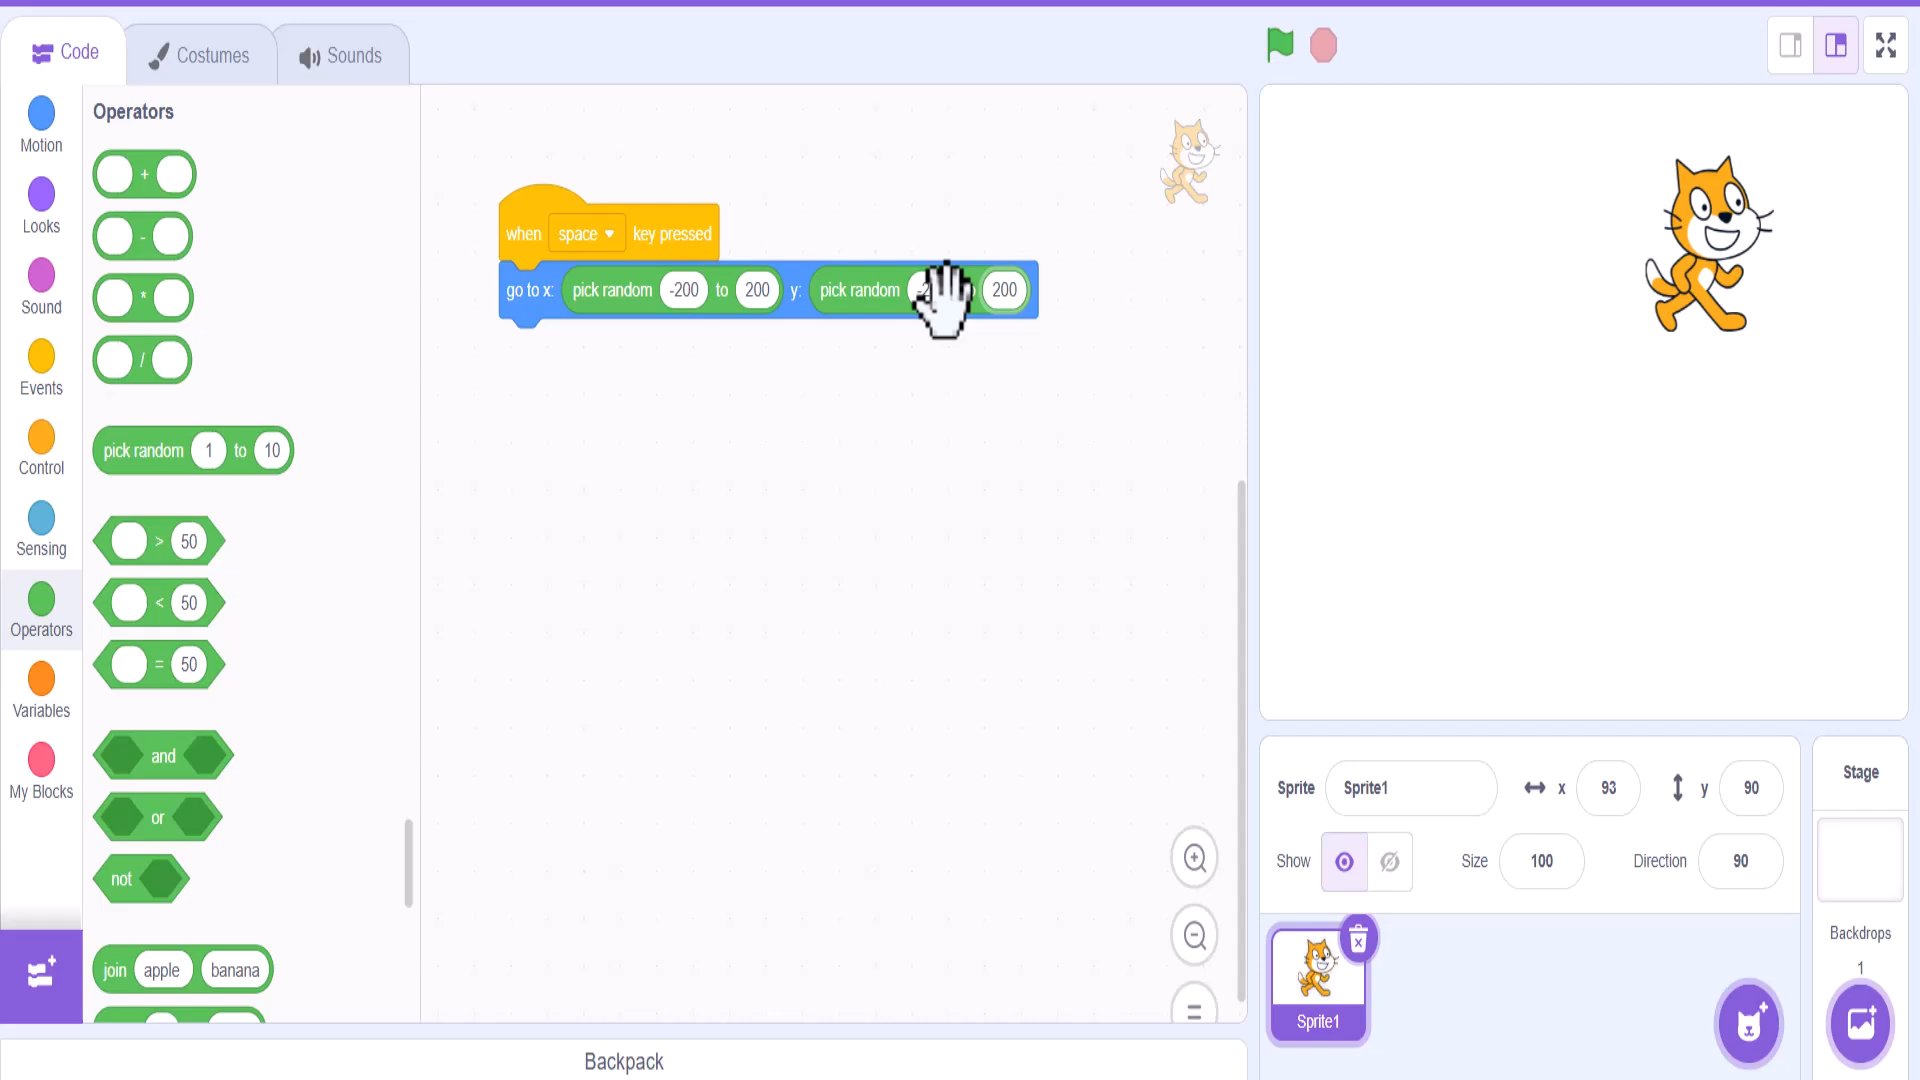 Code
Costumes
Sounds
Motion
Looks
Sound
Events
Control
Sensing
Operators
Variables
My Blocks
Operators
+
-
*
/
pick random 1 to 10
> 50
< 50
= 50
and
or
not
join apple banana
when space key pressed
go to x: pick random -200 to 200 y: pick random 200
Backpack
Sprite Sprite1 x 93 y 90
Show Size 100 Direction 90
Sprite1
Stage
Backdrops
1